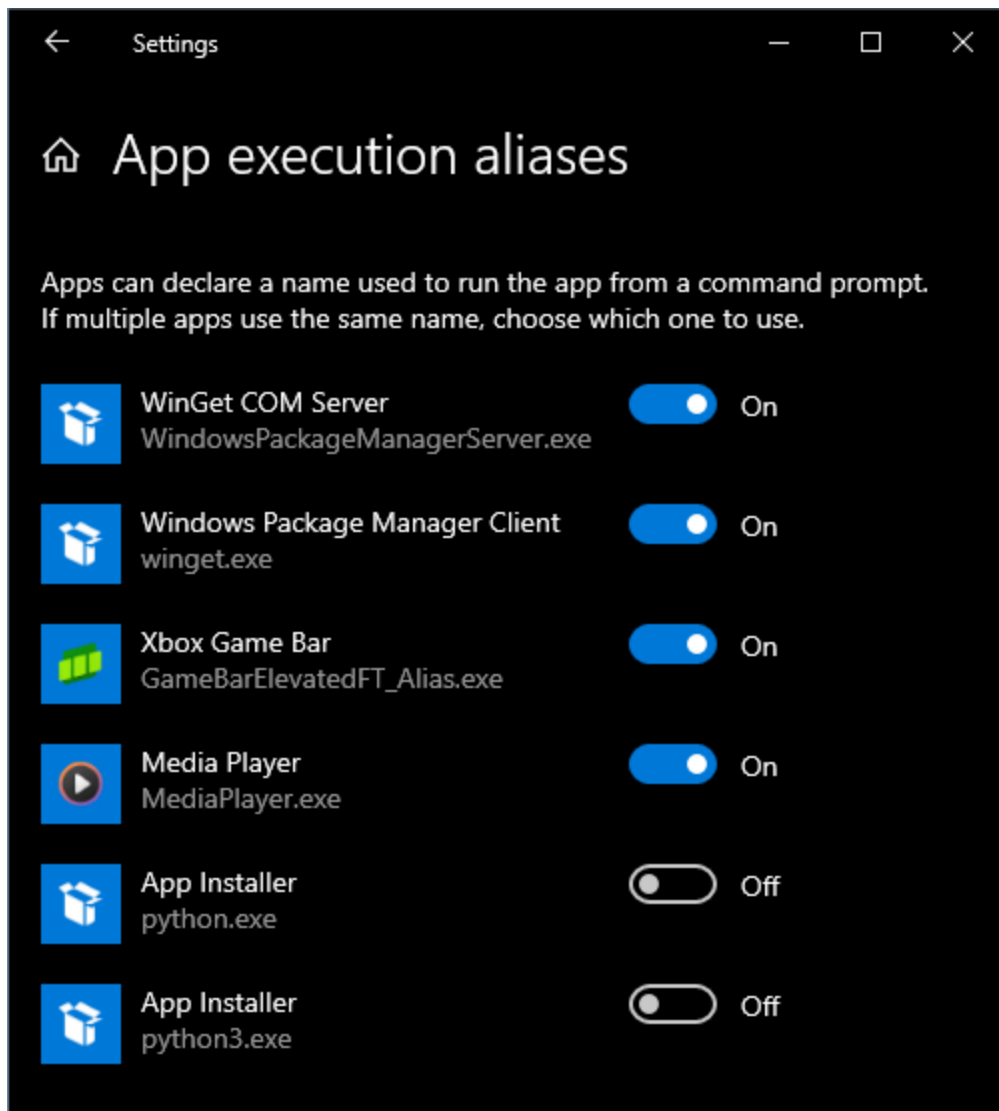 Settings
App execution aliases
Apps can declare a name used to run the app from a command prompt.
If multiple apps use the same name, choose which one to use.
WinGet COM Server
On
WindowsPackageManagerServer.exe
Windows Package Manager Client
On
winget.exe
Xbox Game Bar
On
GameBarElevatedFT_Alias.exe
Media Player
On
MediaPlayer.exe
App Installer
Off
python.exe
App Installer
Off
python3.exe